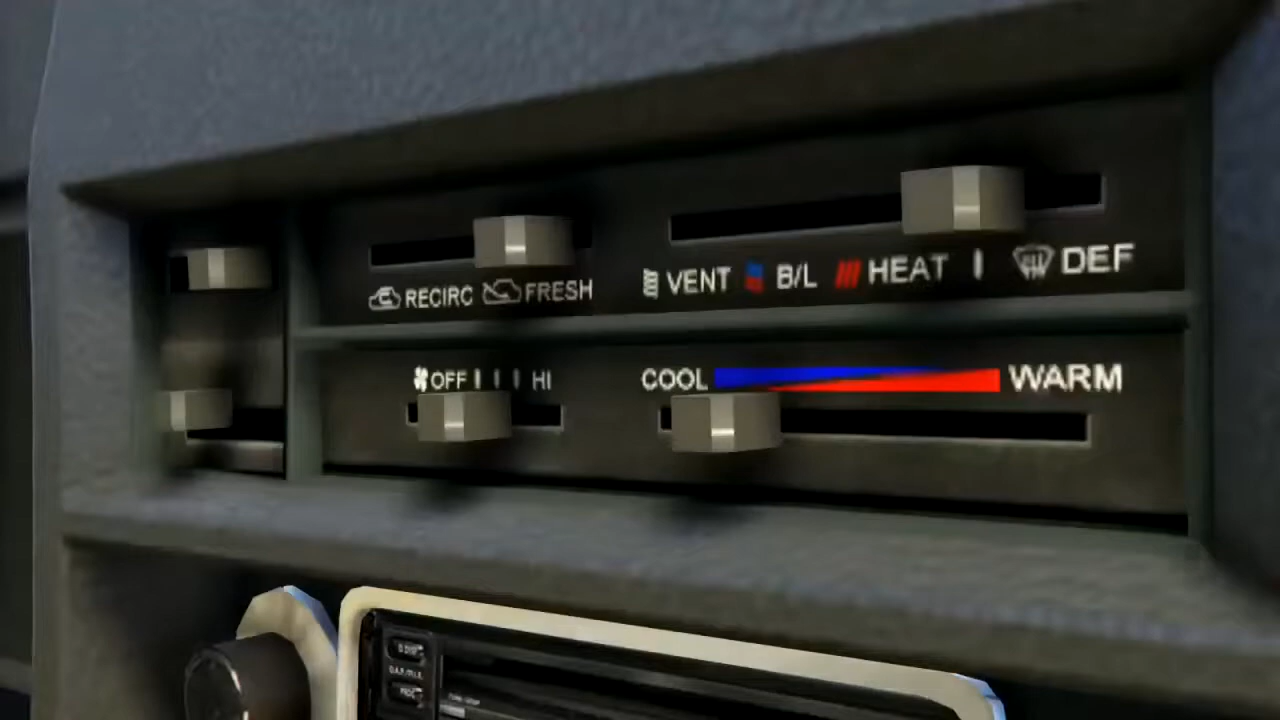 RECIRC FRESH
VENT B/L HEAT DEF
OFF HI
COOL WARM